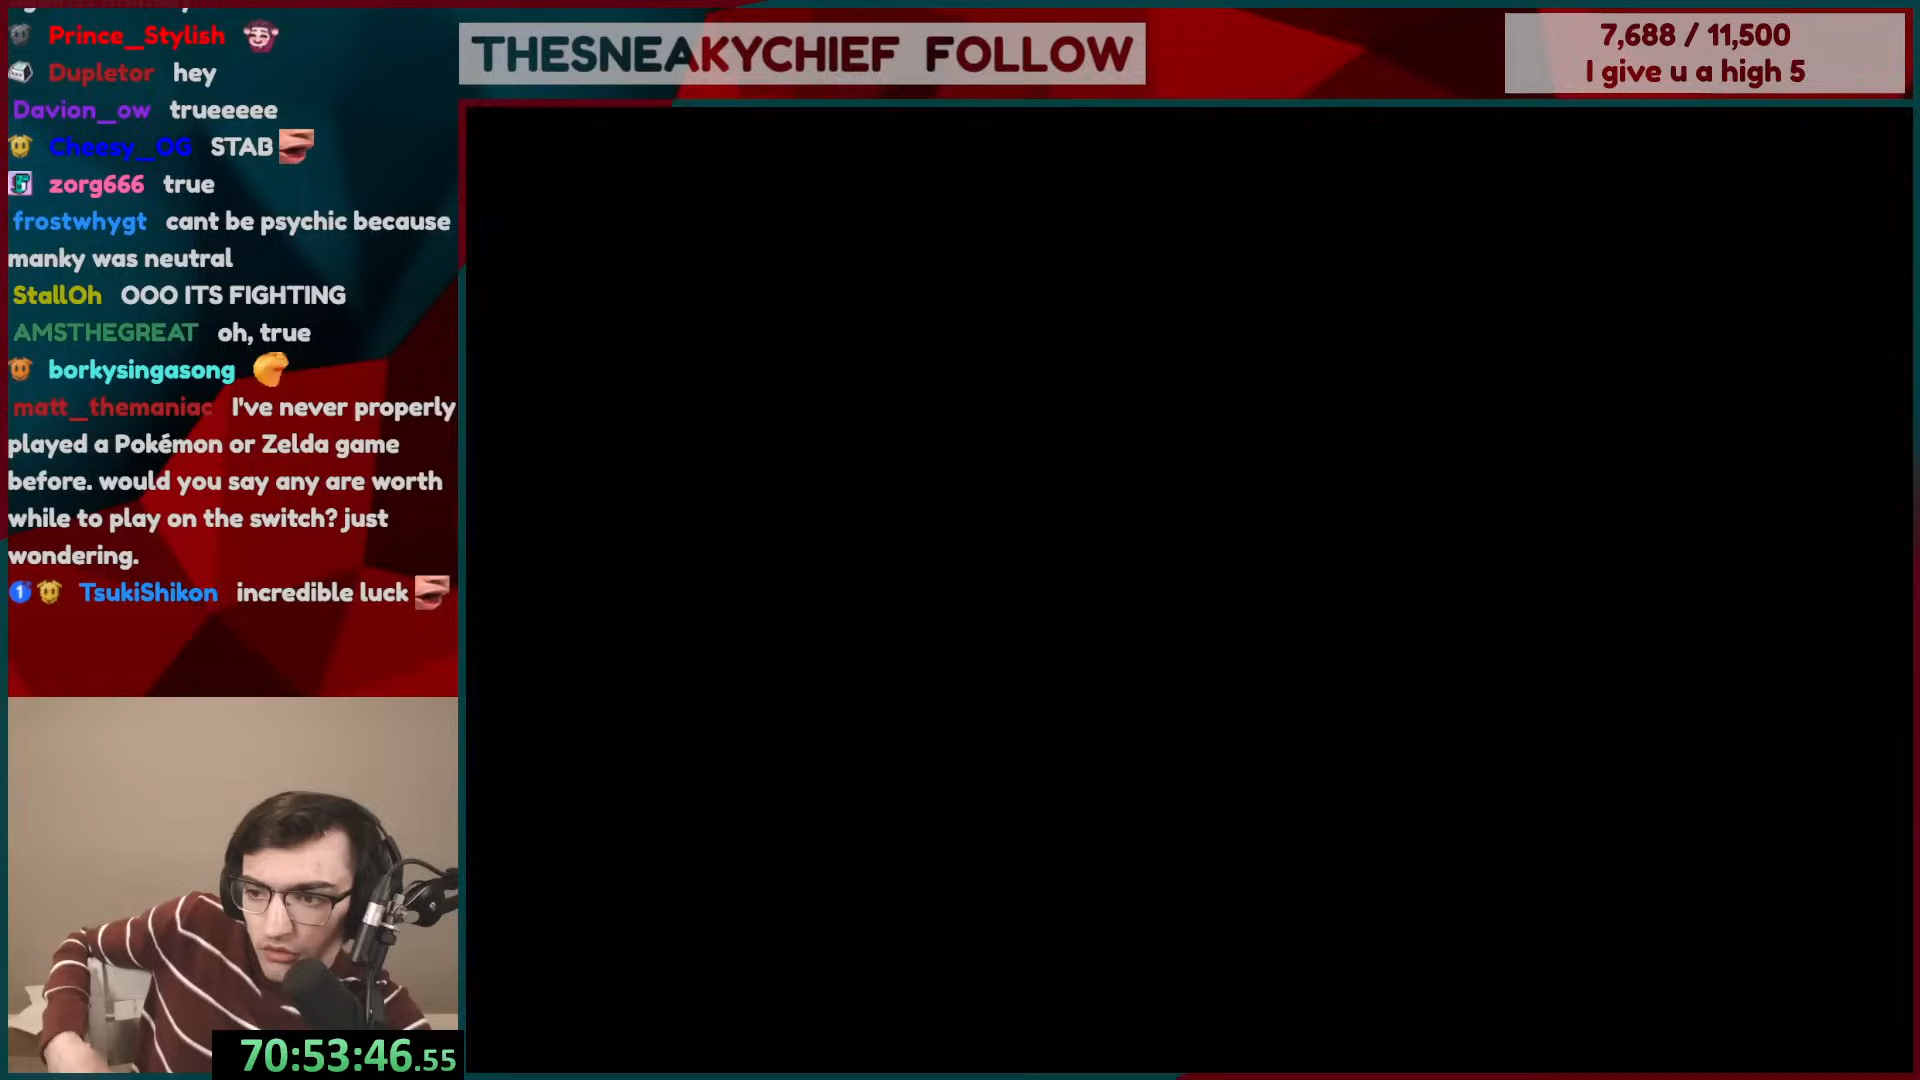 Prince_Stylish
Dupletor hey
Davion_ow trueeeee
Cheesy_OG STAB
zorg666 true
frostwhygt cant be psychic because
manky was neutral
StallOh OOO ITS FIGHTING
AMSTHEGREAT oh, true
borkysingasong
matt_themaniac I've never properly
played a Pokémon or Zelda game
before. would you say any are worth
while to play on the switch? just
wondering.
1 TsukiShikon incredible luck
THESNEAKYCHIEF FOLLOW
7,688 / 11,500
I give u a high 5
70:53:46.55